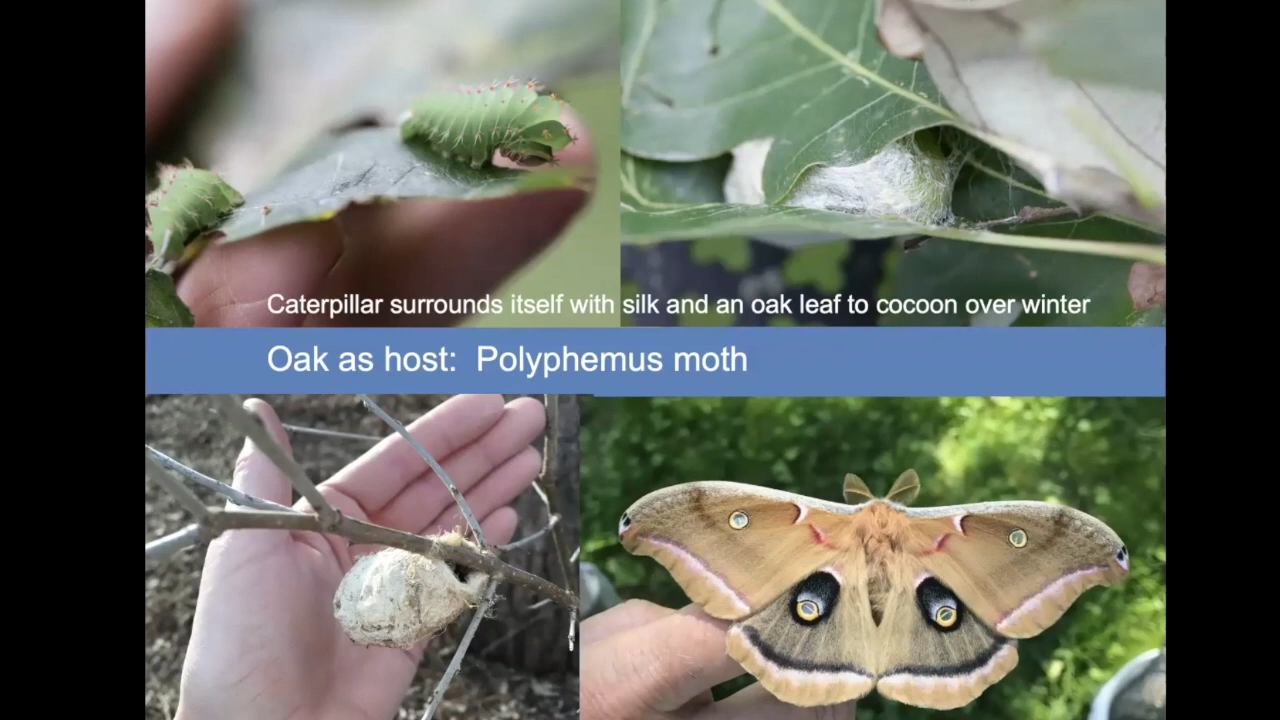 Caterpillar surrounds itself with silk and an oak leaf to cocoon over winter
Oak as host:  Polyphemus moth